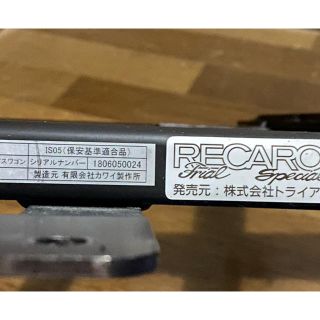 IS05(保安基準適合品)
スワゴン シリアルナンバー 1806050024
製造元 有限会社カワイ製作所
RECARO
Trial Special
発売元：株式会社トライア